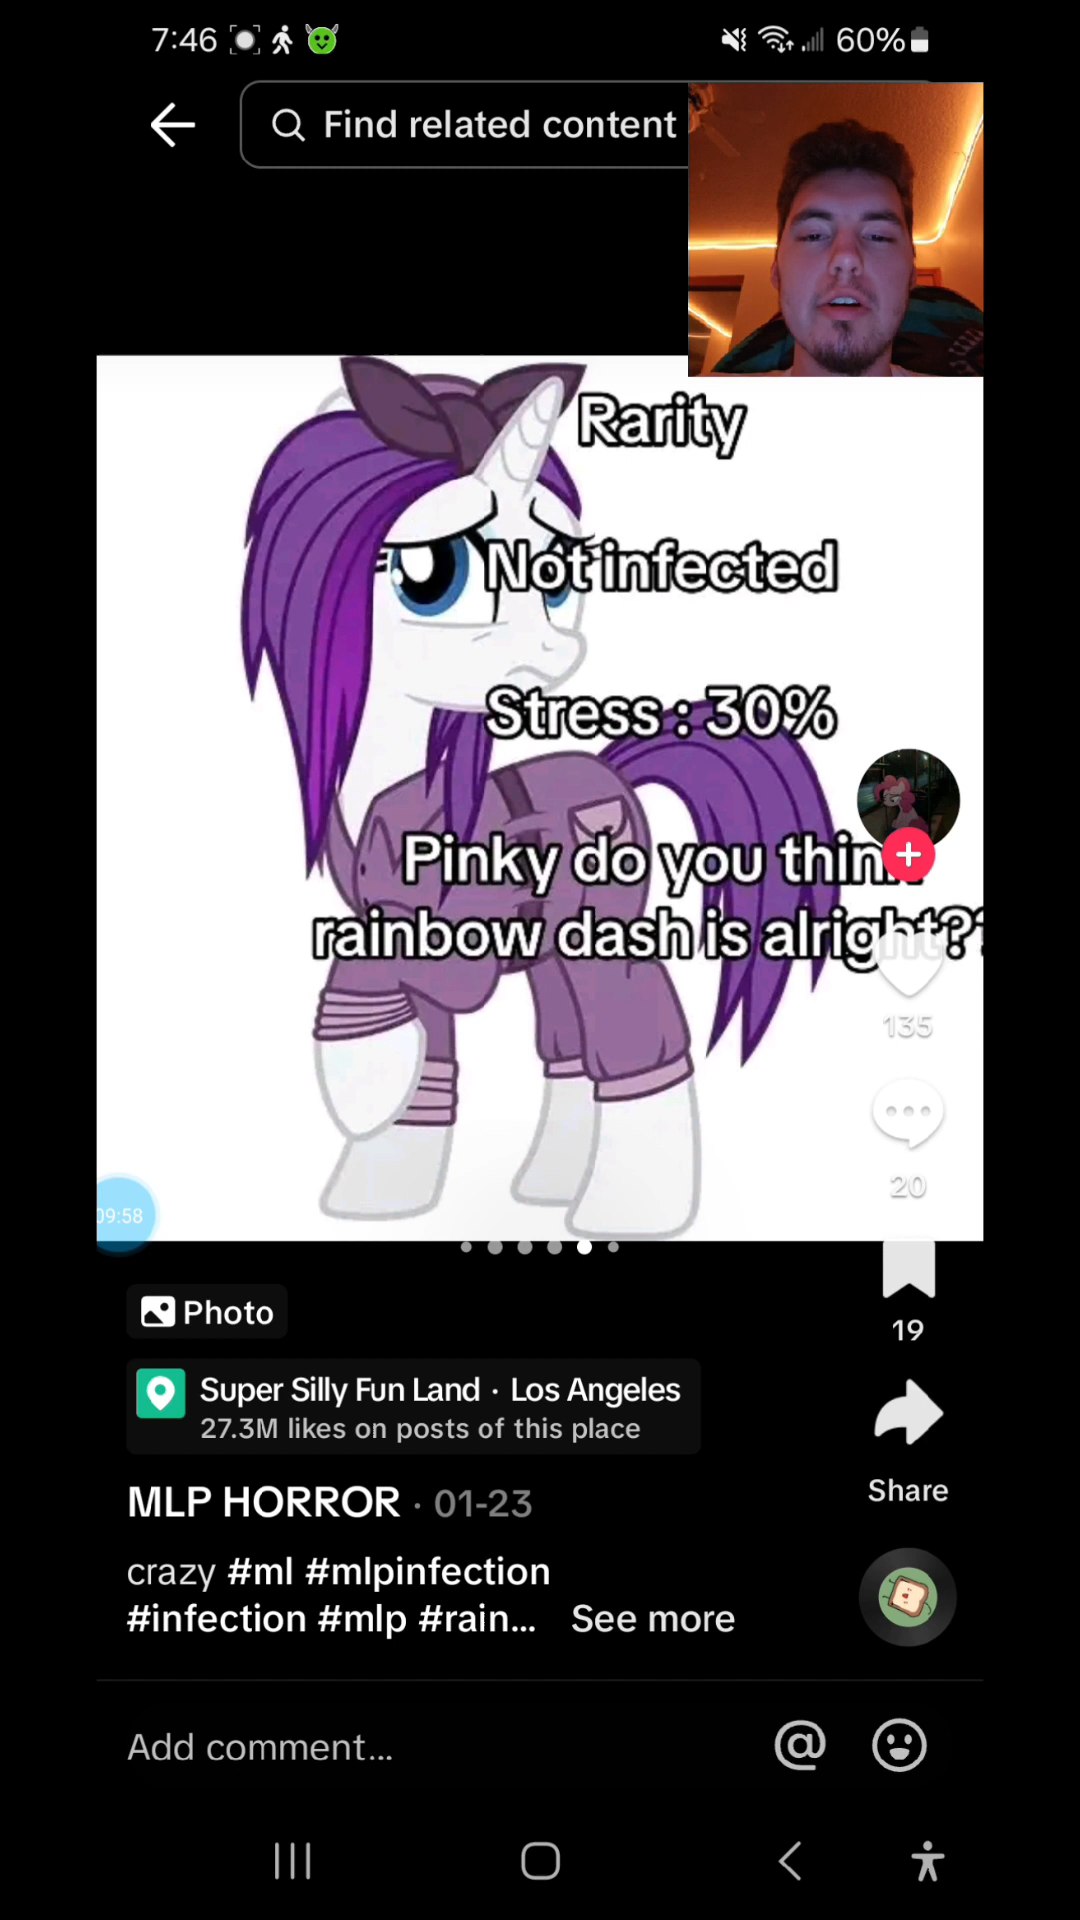 7:46
60%
Find related content
Rarity
Not infected
Stress : 30%
Pinky do you think
rainbow dash is alright??
135
20
09:58
19
Photo
Super Silly Fun Land · Los Angeles
27.3M likes on posts of this place
Share
MLP HORROR · 01-23
crazy #ml #mlpinfection
#infection #mlp #rain... See more
Add comment...